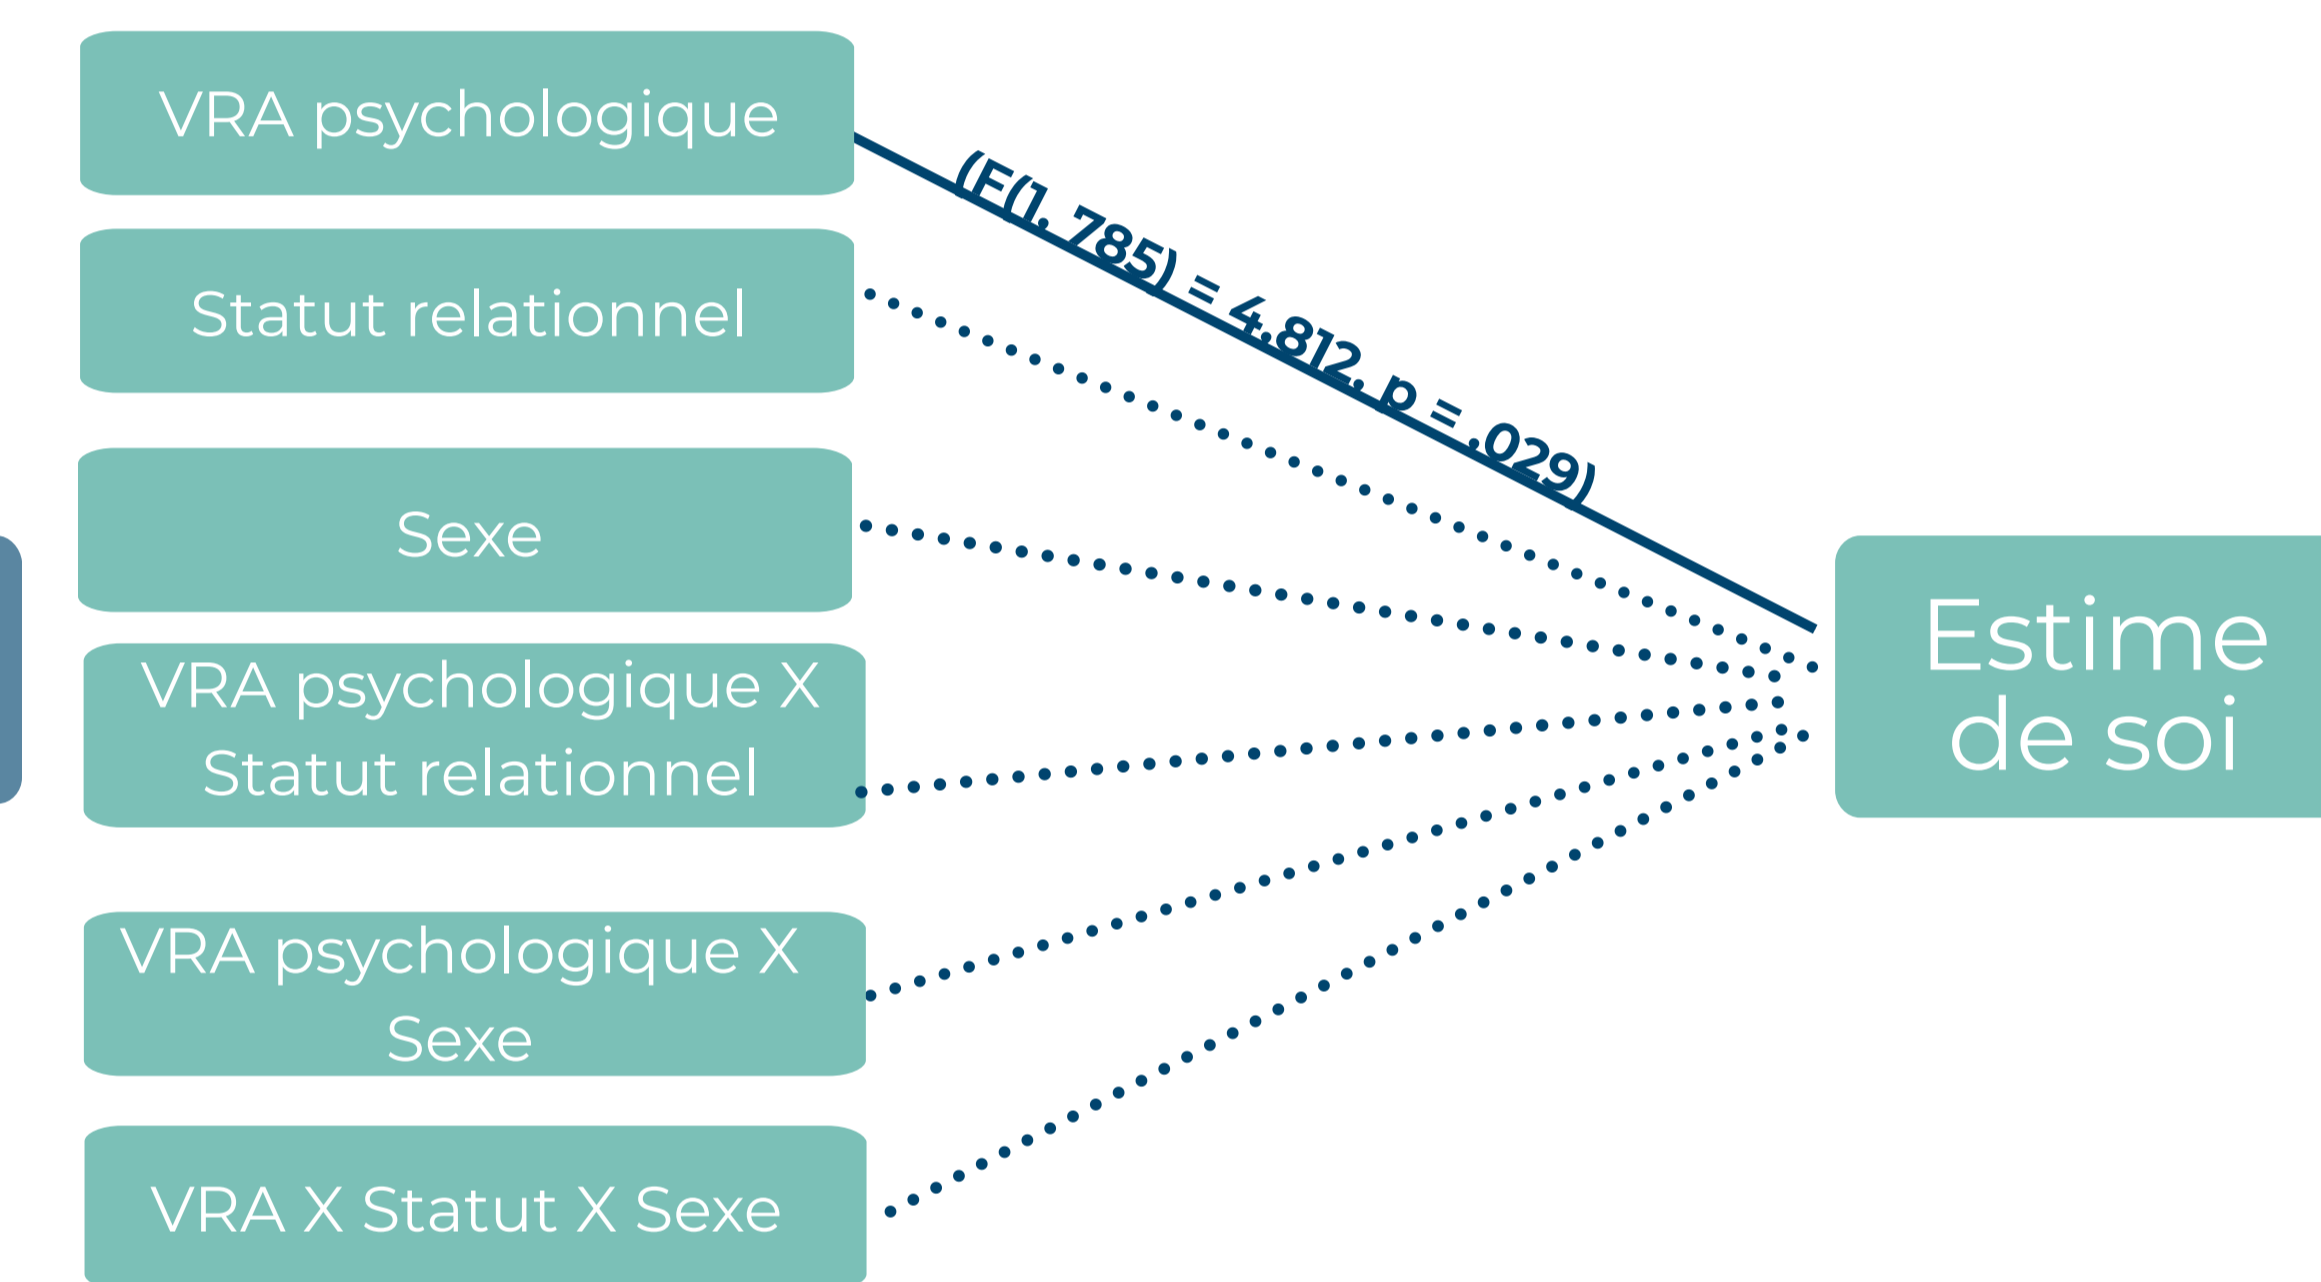 VRA psychologique
(F(1, 785) = 4.812, p = .029)
Statut relationnel
Sexe
VRA psychologique X
Statut relationnel
Estime
de soi
VRA psychologique X
Sexe
VRA X Statut X Sexe